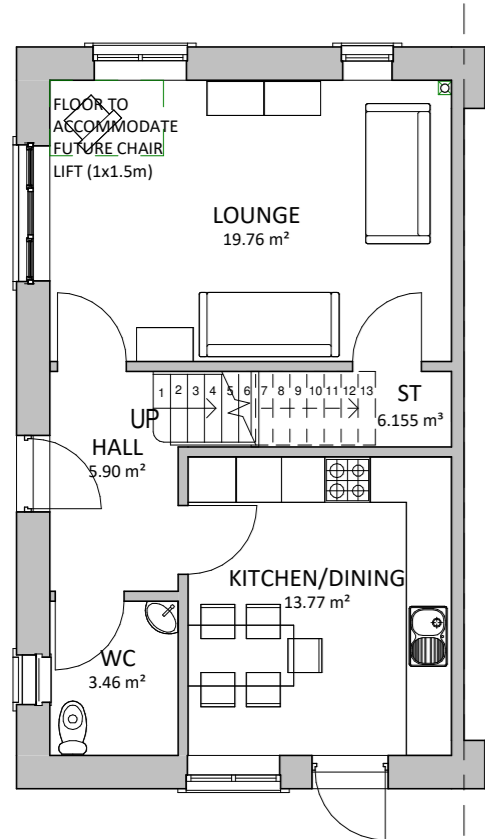 FLOOR TO
ACCOMMODATE
FUTURE CHAIR
LIFT (1x1.5m)
LOUNGE
19.76 m²
1 2 3 4 5 6 7 8 9 10 11 12 13
UP
ST
6.155 m³
HALL
5.90 m²
KITCHEN/DINING
13.77 m²
WC
3.46 m²